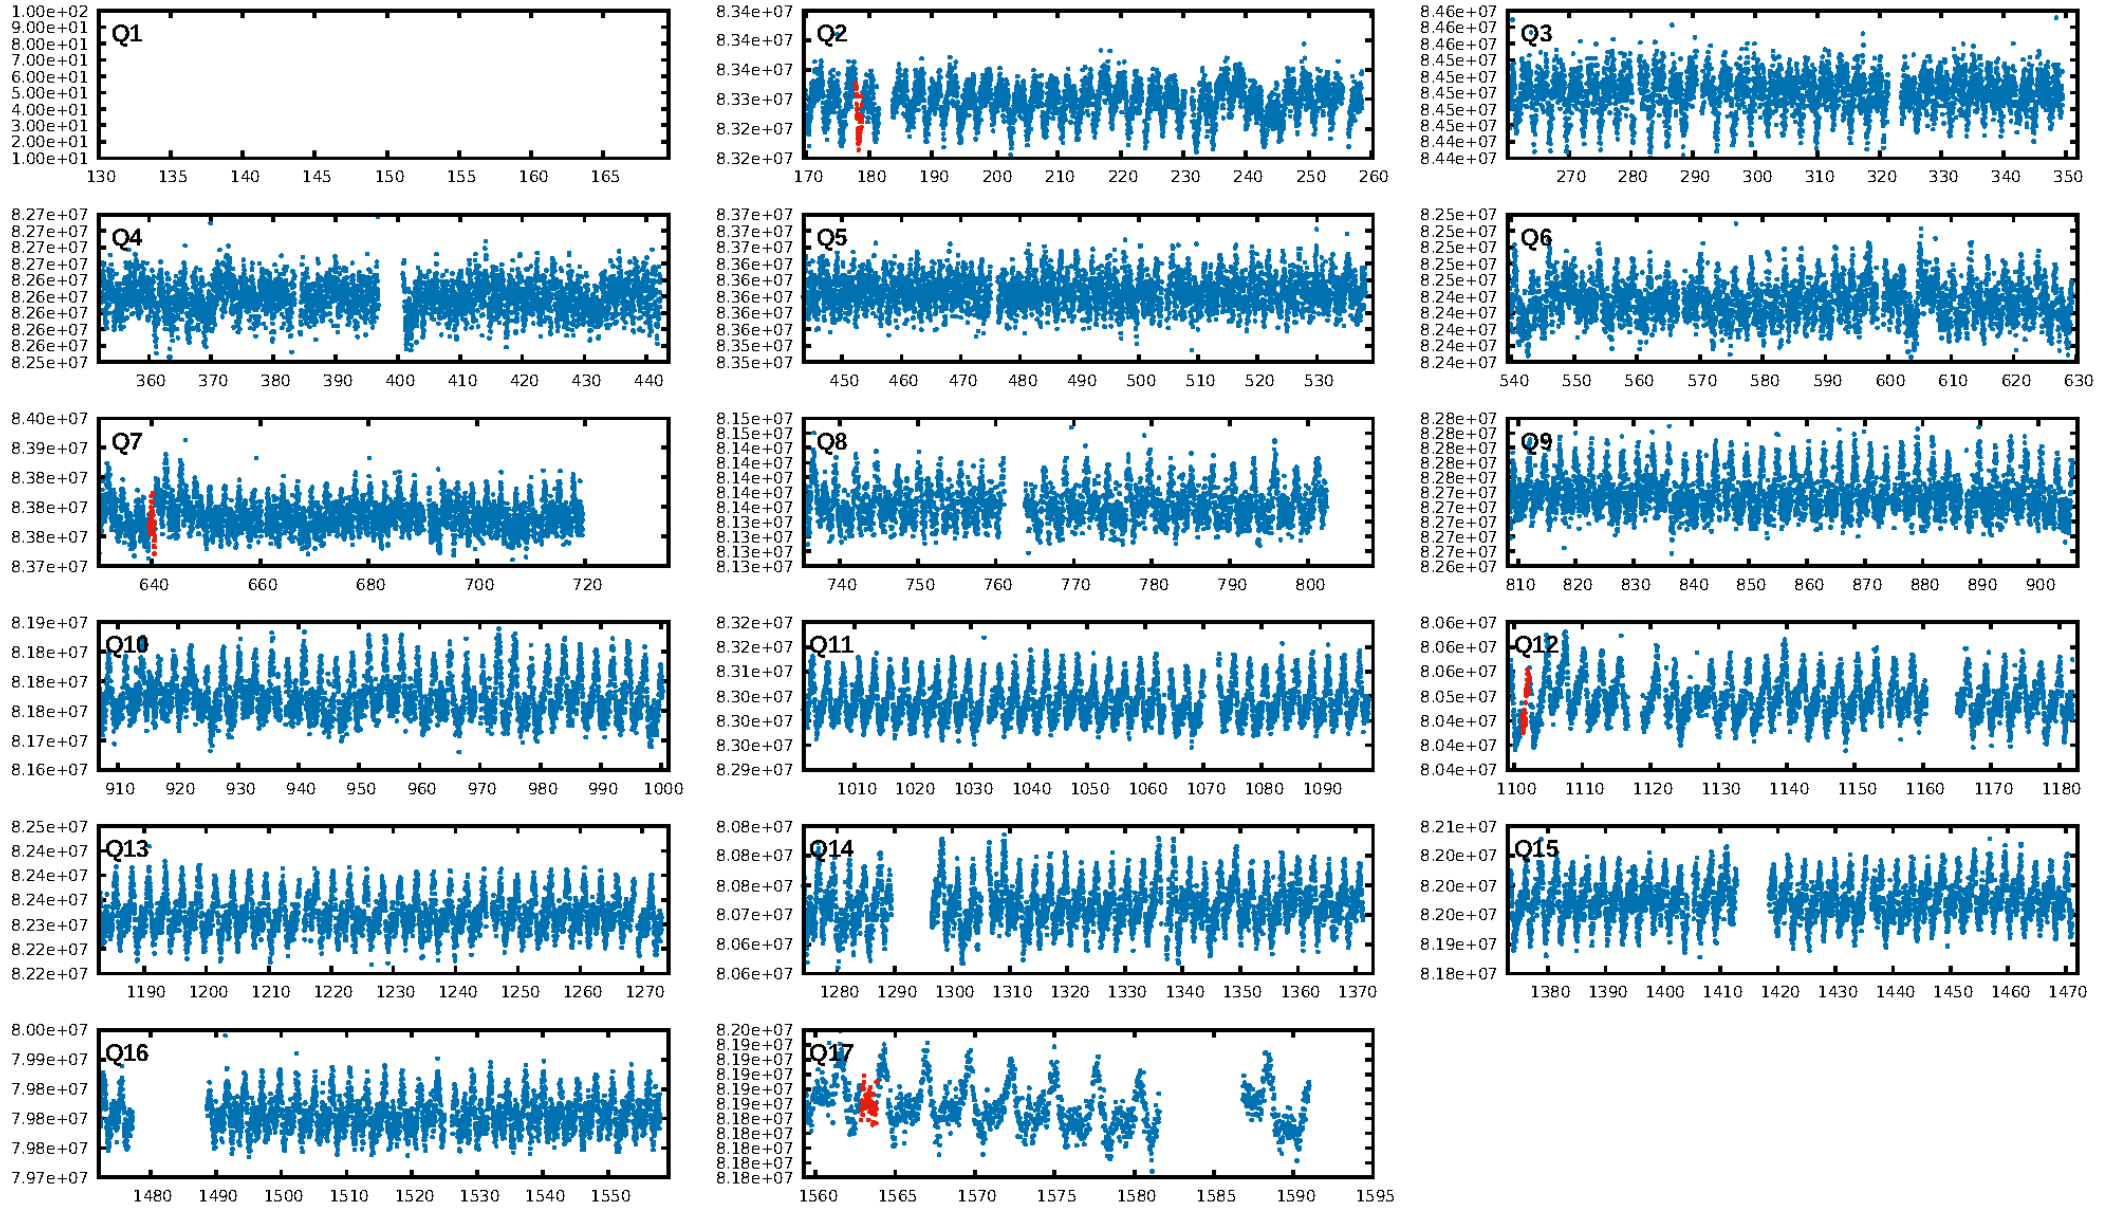 1.00e+02 9.00e+01 8.00e+01 7.00e+01 6.00e+01 5.00e+01 4.00e+01 3.00e+01 2.00e+01 1.00e+01
Q1
130 135 140 145 150 155 160 165
8.34e+07 8.34e+07 8.34e+07 8.33e+07 8.32e+07 8.32e+07
Q2
170 180 190 200 210 220 230 240 250 260
8.46e+07 8.46e+07 8.46e+07 8.45e+07 8.45e+07 8.45e+07 8.45e+07 8.45e+07 8.44e+07 8.44e+07
Q3
270 280 290 300 310 320 330 340 350
8.27e+07 8.27e+07 8.27e+07 8.27e+07 8.26e+07 8.26e+07 8.26e+07 8.26e+07 8.26e+07 8.25e+07
Q4
360 370 380 390 400 410 420 430 440
8.37e+07 8.37e+07 8.37e+07 8.36e+07 8.36e+07 8.36e+07 8.36e+07 8.36e+07 8.35e+07 8.35e+07
Q5
450 460 470 480 490 500 510 520 530
8.25e+07 8.25e+07 8.25e+07 8.25e+07 8.25e+07 8.24e+07 8.24e+07 8.24e+07 8.24e+07 8.24e+07
Q6
540 550 560 570 580 590 600 610 620 630
8.40e+07 8.39e+07 8.38e+07 8.38e+07 8.38e+07 8.37e+07
Q7
640 660 680 700 720
8.15e+07 8.15e+07 8.14e+07 8.14e+07 8.14e+07 8.14e+07 8.14e+07 8.13e+07 8.13e+07 8.13e+07 8.13e+07
Q8
740 750 760 770 780 790 800
8.28e+07 8.28e+07 8.28e+07 8.28e+07 8.27e+07 8.27e+07 8.27e+07 8.27e+07 8.27e+07 8.26e+07
Q9
810 820 830 840 850 860 870 880 890 900
8.19e+07 8.18e+07 8.18e+07 8.18e+07 8.17e+07 8.16e+07
Q10
910 920 930 940 950 960 970 980 990 1000
8.32e+07 8.32e+07 8.31e+07 8.30e+07 8.30e+07 8.30e+07 8.29e+07
Q11
1010 1020 1030 1040 1050 1060 1070 1080 1090
8.06e+07 8.06e+07 8.06e+07 8.05e+07 8.04e+07 8.04e+07 8.04e+07
Q12
1100 1110 1120 1130 1140 1150 1160 1170 1180
8.25e+07 8.24e+07 8.24e+07 8.24e+07 8.23e+07 8.22e+07 8.22e+07
Q13
1190 1200 1210 1220 1230 1240 1250 1260 1270
8.08e+07 8.08e+07 8.08e+07 8.07e+07 8.06e+07 8.06e+07
Q14
1280 1290 1300 1310 1320 1330 1340 1350 1360 1370
8.21e+07 8.20e+07 8.20e+07 8.20e+07 8.19e+07 8.18e+07
Q15
1380 1390 1400 1410 1420 1430 1440 1450 1460 1470
8.00e+07 7.99e+07 7.98e+07 7.98e+07 7.98e+07 7.97e+07
Q16
1480 1490 1500 1510 1520 1530 1540 1550
8.20e+07 8.19e+07 8.19e+07 8.19e+07 8.19e+07 8.19e+07 8.18e+07 8.18e+07 8.18e+07 8.18e+07 8.18e+07
Q17
1560 1565 1570 1575 1580 1585 1590 1595